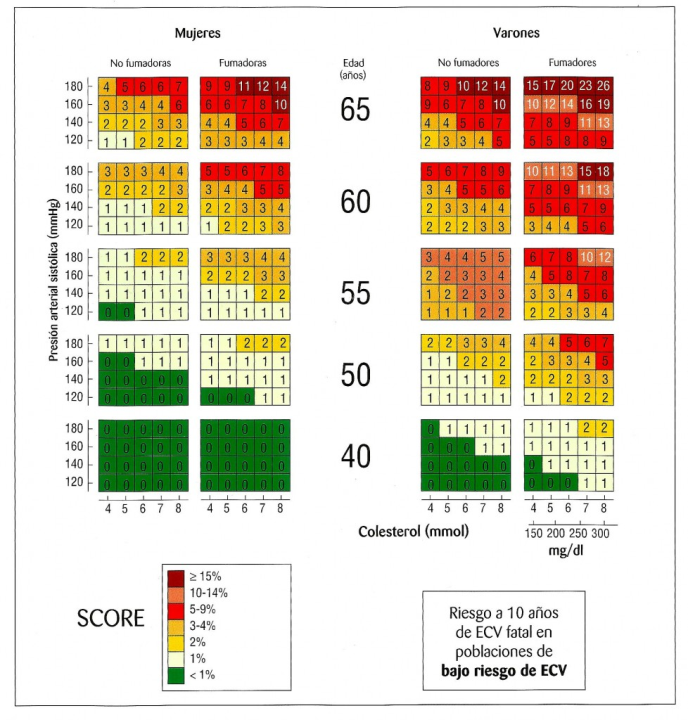 Mujeres Varones
No fumadoras Fumadoras Edad (años) No fumadores Fumadores
180 4 5 6 6 7 9 9 11 12 14 8 9 10 12 14 15 17 20 23 26
160 3 3 4 4 6 6 6 7 8 10 65 9 6 7 8 10 10 12 14 16 19
140 2 2 2 3 3 4 4 5 6 7 4 4 5 6 7 7 8 9 11 13
120 1 1 2 2 2 3 3 3 4 4 2 3 3 4 5 5 5 8 8 9
180 3 3 3 4 4 5 5 6 7 8 5 6 7 8 9 10 11 13 15 18
160 2 2 2 2 3 3 4 4 5 5 60 3 4 5 5 6 7 8 9 11 13
140 1 1 1 2 2 2 2 3 3 4 2 3 3 4 4 5 5 6 7 9
120 1 1 1 1 1 1 2 2 2 3 2 2 3 3 4 3 4 4 5 6
Presión arterial sistólica (mmHg)
180 1 1 2 2 2 3 3 3 4 4 3 4 4 5 5 6 7 8 10 12
160 1 1 1 1 1 2 2 2 3 3 55 2 2 3 3 4 4 5 6 7 8
140 1 1 1 1 1 1 1 1 2 2 1 2 2 3 3 3 3 4 5 6
120 0 0 1 1 1 1 1 1 1 1 1 1 1 2 2 2 2 3 3 4
180 1 1 1 1 1 1 1 2 2 2 2 2 3 3 4 4 4 5 6 7
160 0 0 1 1 1 1 1 1 1 1 50 1 1 2 2 2 2 3 3 4 5
140 0 0 0 0 0 1 1 1 1 1 1 1 1 1 2 2 2 2 3 3
120 0 0 0 0 0 0 0 0 1 1 1 1 1 1 1 1 1 2 2 2
180 0 0 0 0 0 0 0 0 0 0 0 1 1 1 1 1 1 1 2 2
160 0 0 0 0 0 0 0 0 0 0 40 0 0 0 1 1 1 1 1 1 1
140 0 0 0 0 0 0 0 0 0 0 0 0 0 0 0 0 1 1 1 1
120 0 0 0 0 0 0 0 0 0 0 0 0 0 0 0 0 0 0 1 1
4 5 6 7 8 4 5 6 7 8 4 5 6 7 8 4 5 6 7 8
Colesterol (mmol)
150 200 250 300
mg/dl
SCORE
≥ 15%
10-14%
5-9%
3-4%
2%
1%
< 1%
Riesgo a 10 años
de ECV fatal en
poblaciones de
bajo riesgo de ECV